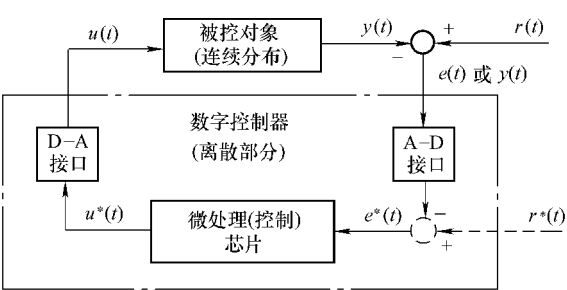 u(t)
被控对象
(连续分布)
y(t)
+
r(t)
−
e(t) 或 y(t)
D-A
接口
数字控制器
(离散部分)
A-D
接口
u*(t)
微处理(控制)
芯片
e*(t)
−
+
r*(t)